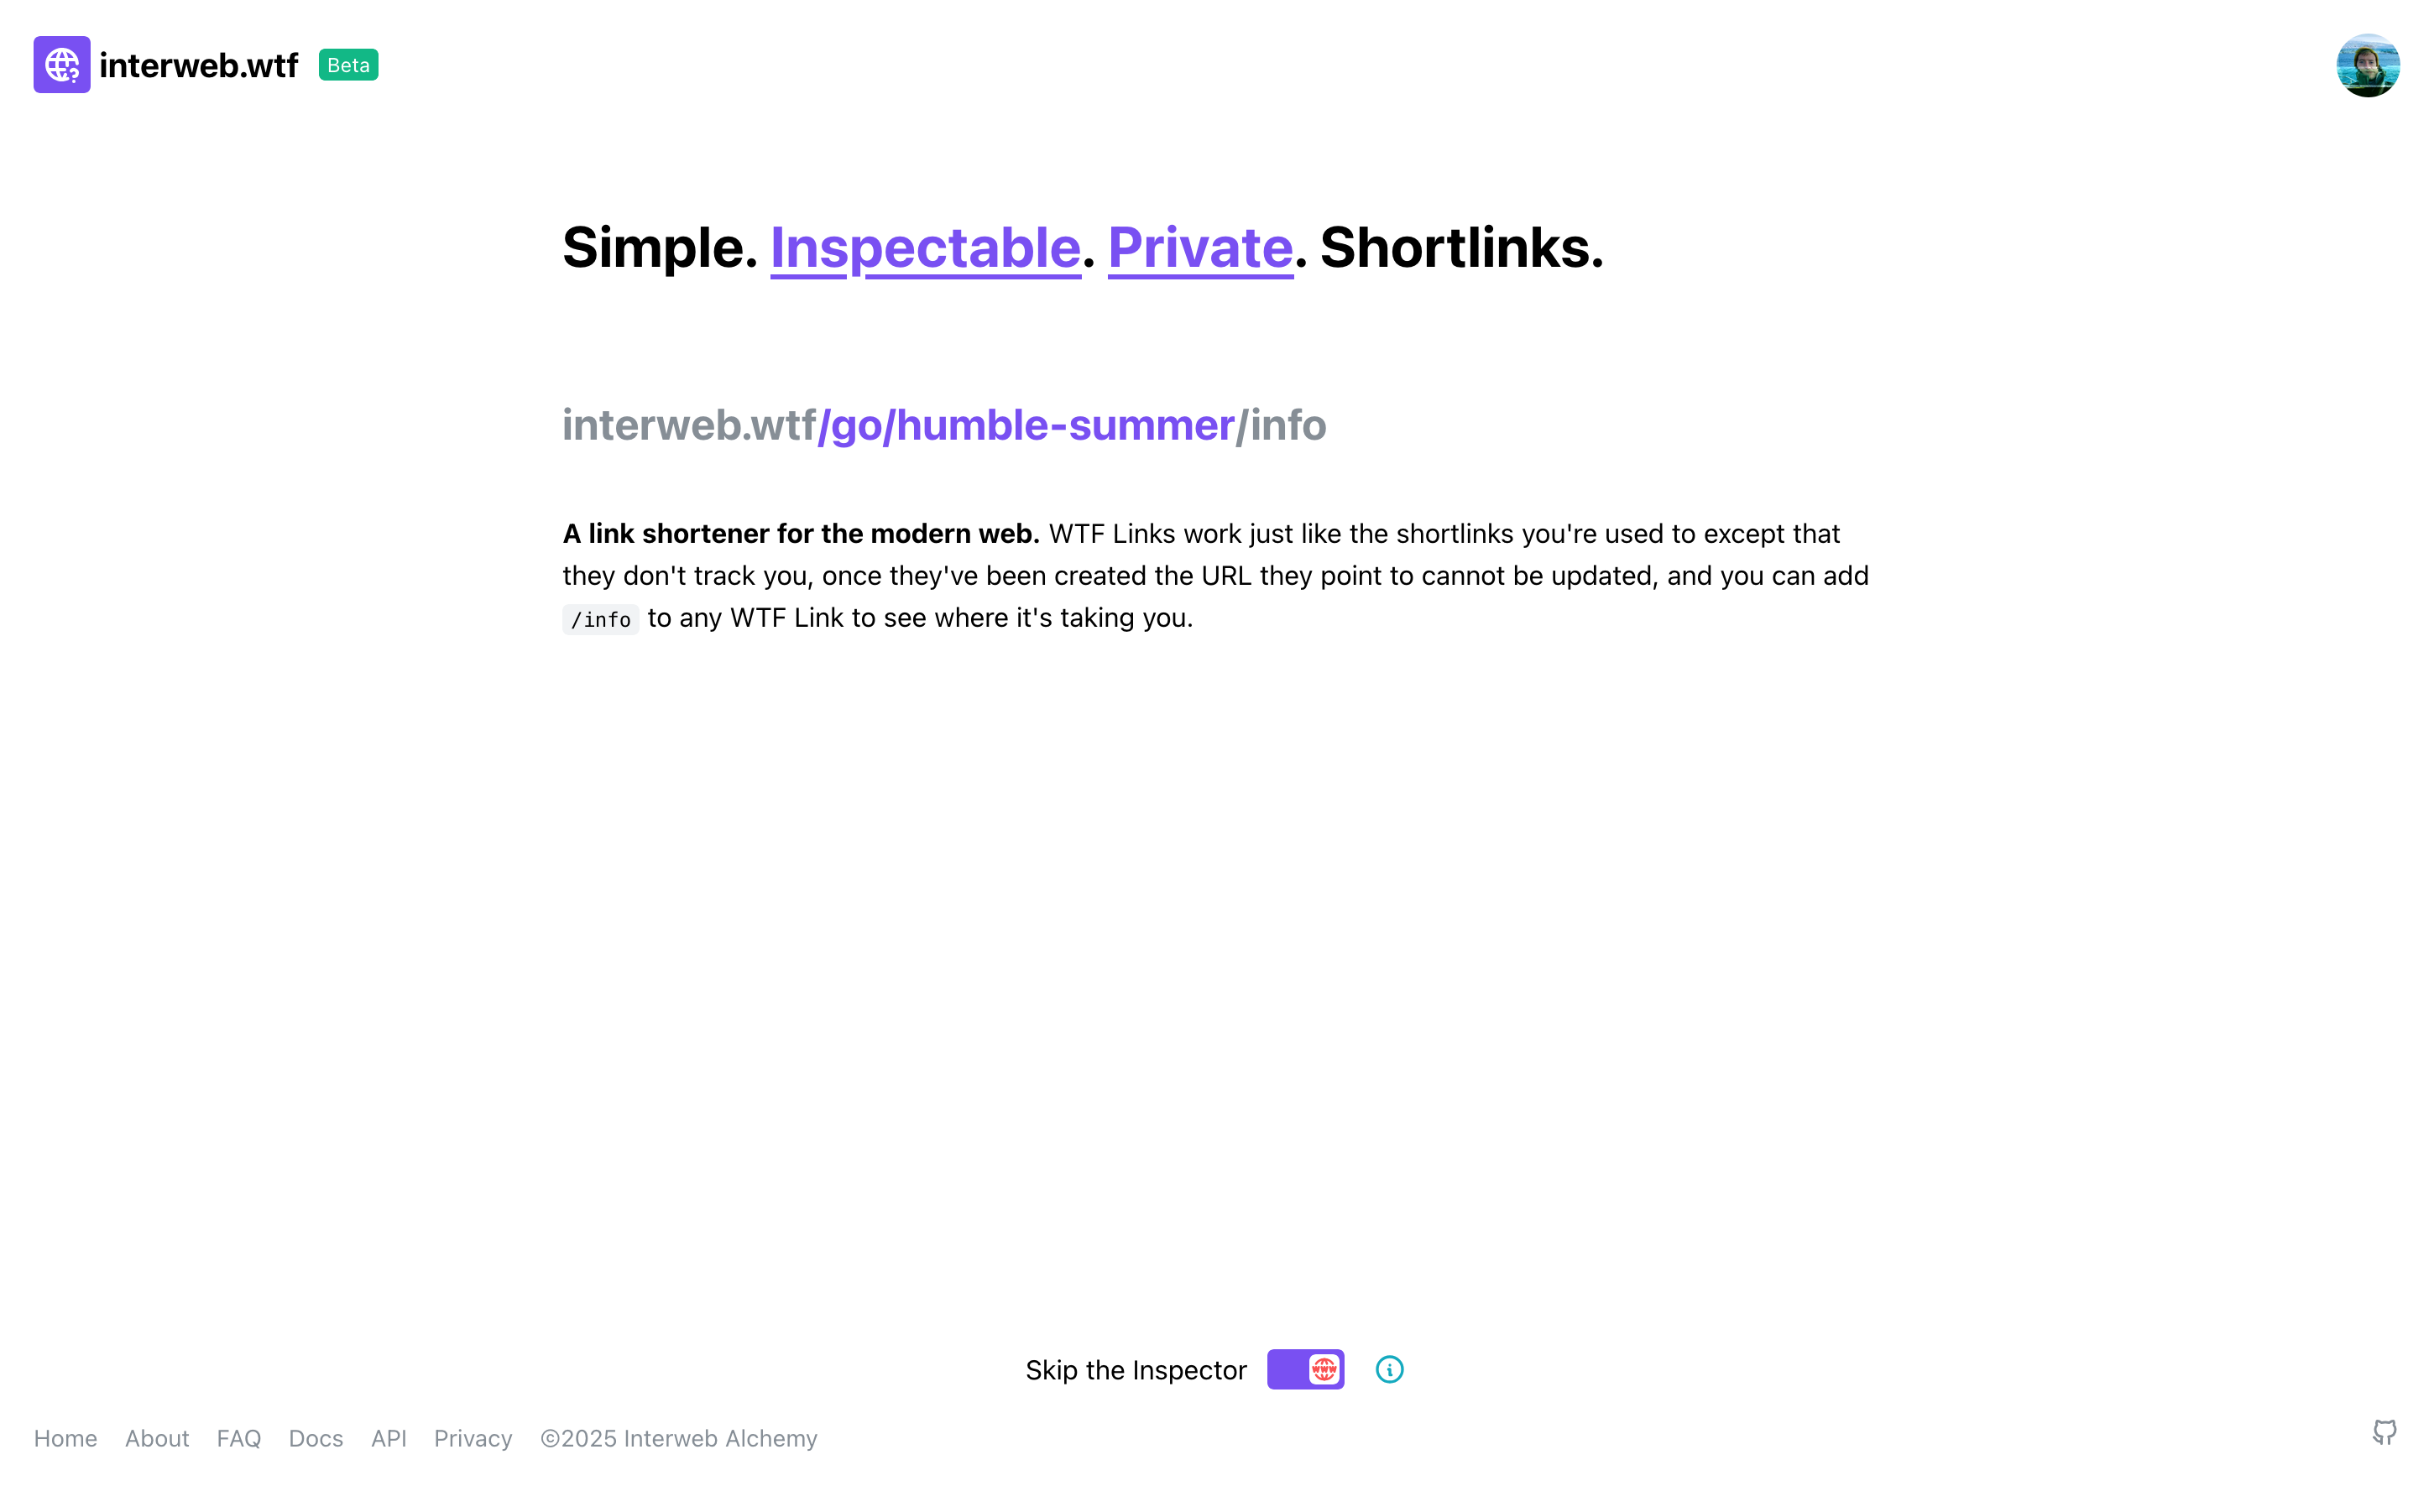 interweb.wtf Beta
Simple. Inspectable. Private. Shortlinks.
interweb.wtf/go/humble-summer/info
A link shortener for the modern web. WTF Links work just like the shortlinks you're used to except that
they don't track you, once they've been created the URL they point to cannot be updated, and you can add
/info to any WTF Link to see where it's taking you.
Skip the Inspector
Home About FAQ Docs API Privacy ©2025 Interweb Alchemy